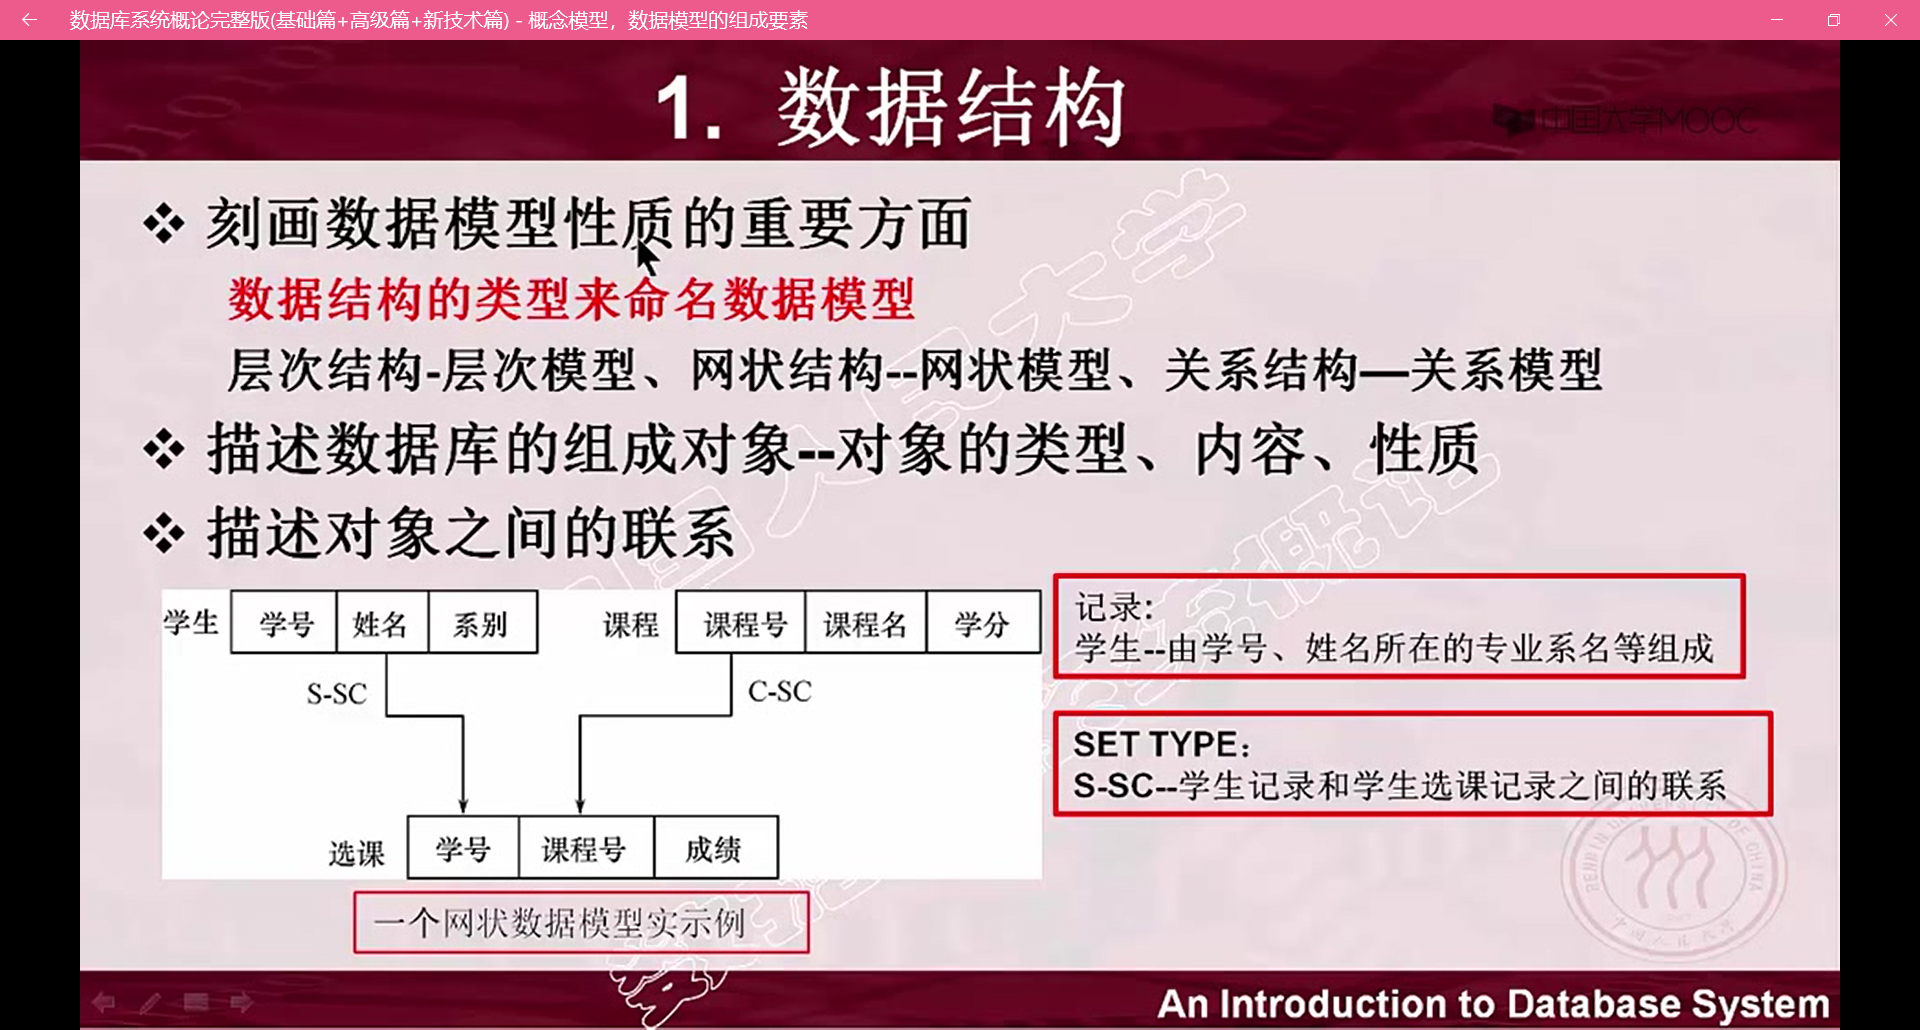 数据库系统概论完整版(基础篇+高级篇+新技术篇) - 概念模型，数据模型的组成要素
1. 数据结构
中国大学MOOC
刻画数据模型性质的重要方面
数据结构的类型来命名数据模型
层次结构-层次模型、网状结构--网状模型、关系结构—关系模型
描述数据库的组成对象--对象的类型、内容、性质
描述对象之间的联系
学生 学号 姓名 系别 课程 课程号 课程名 学分
S-SC C-SC
选课 学号 课程号 成绩
一个网状数据模型实示例
记录:
学生--由学号、姓名所在的专业系名等组成
SET TYPE：
S-SC--学生记录和学生选课记录之间的联系
An Introduction to Database System